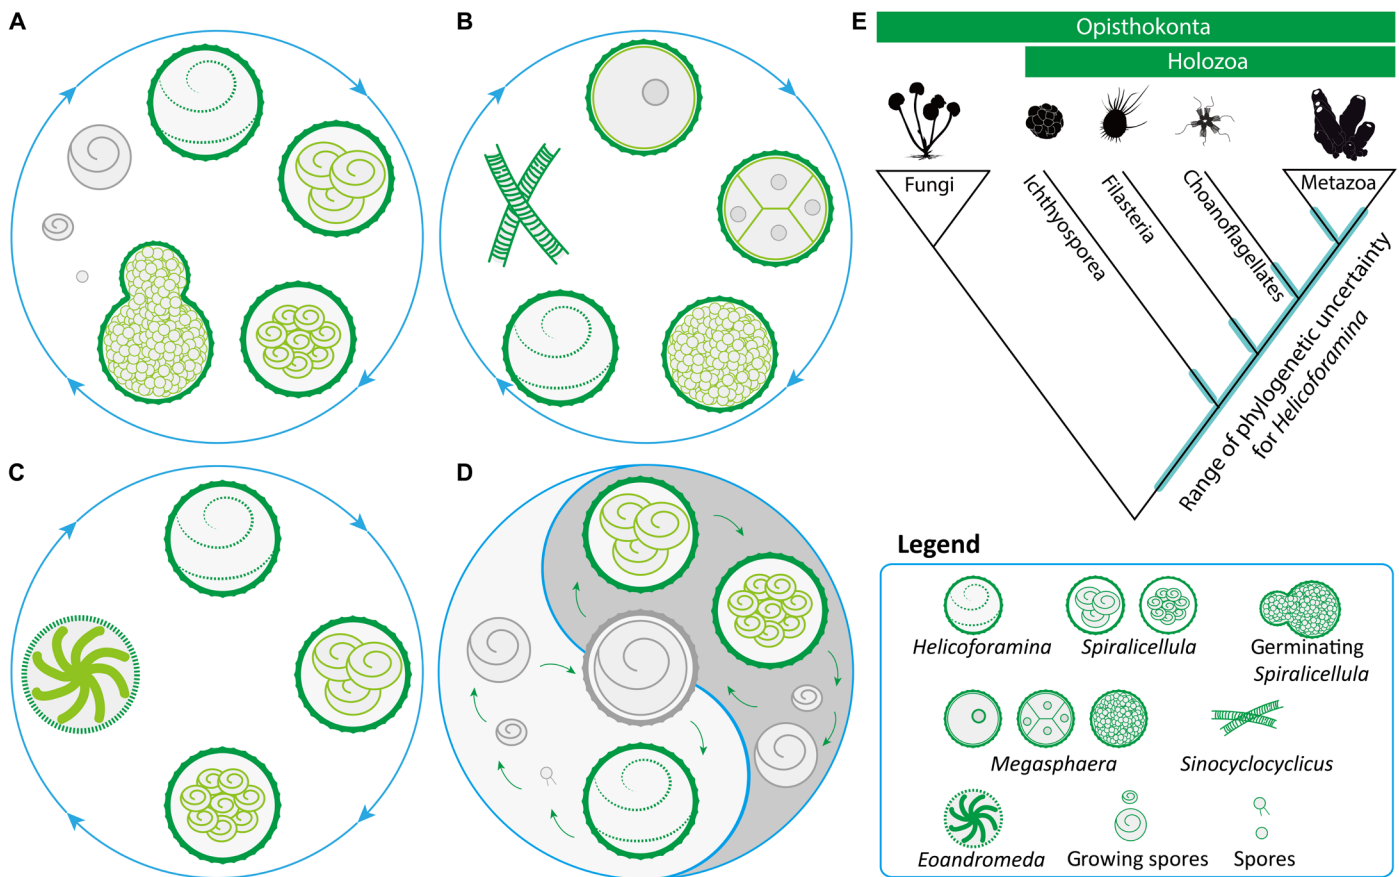 A
B
E
Opisthokonta
Holozoa
Fungi
Ichthyosporea
Filasteria
Choanoflagellates
Metazoa
Range of phylogenetic uncertainty
for Helicoforamina
C
D
Legend
Helicoforamina
Spiralicellula
Germinating
Spiralicellula
Megasphaera
Sinocyclocyclicus
Eoandromeda
Growing spores
Spores